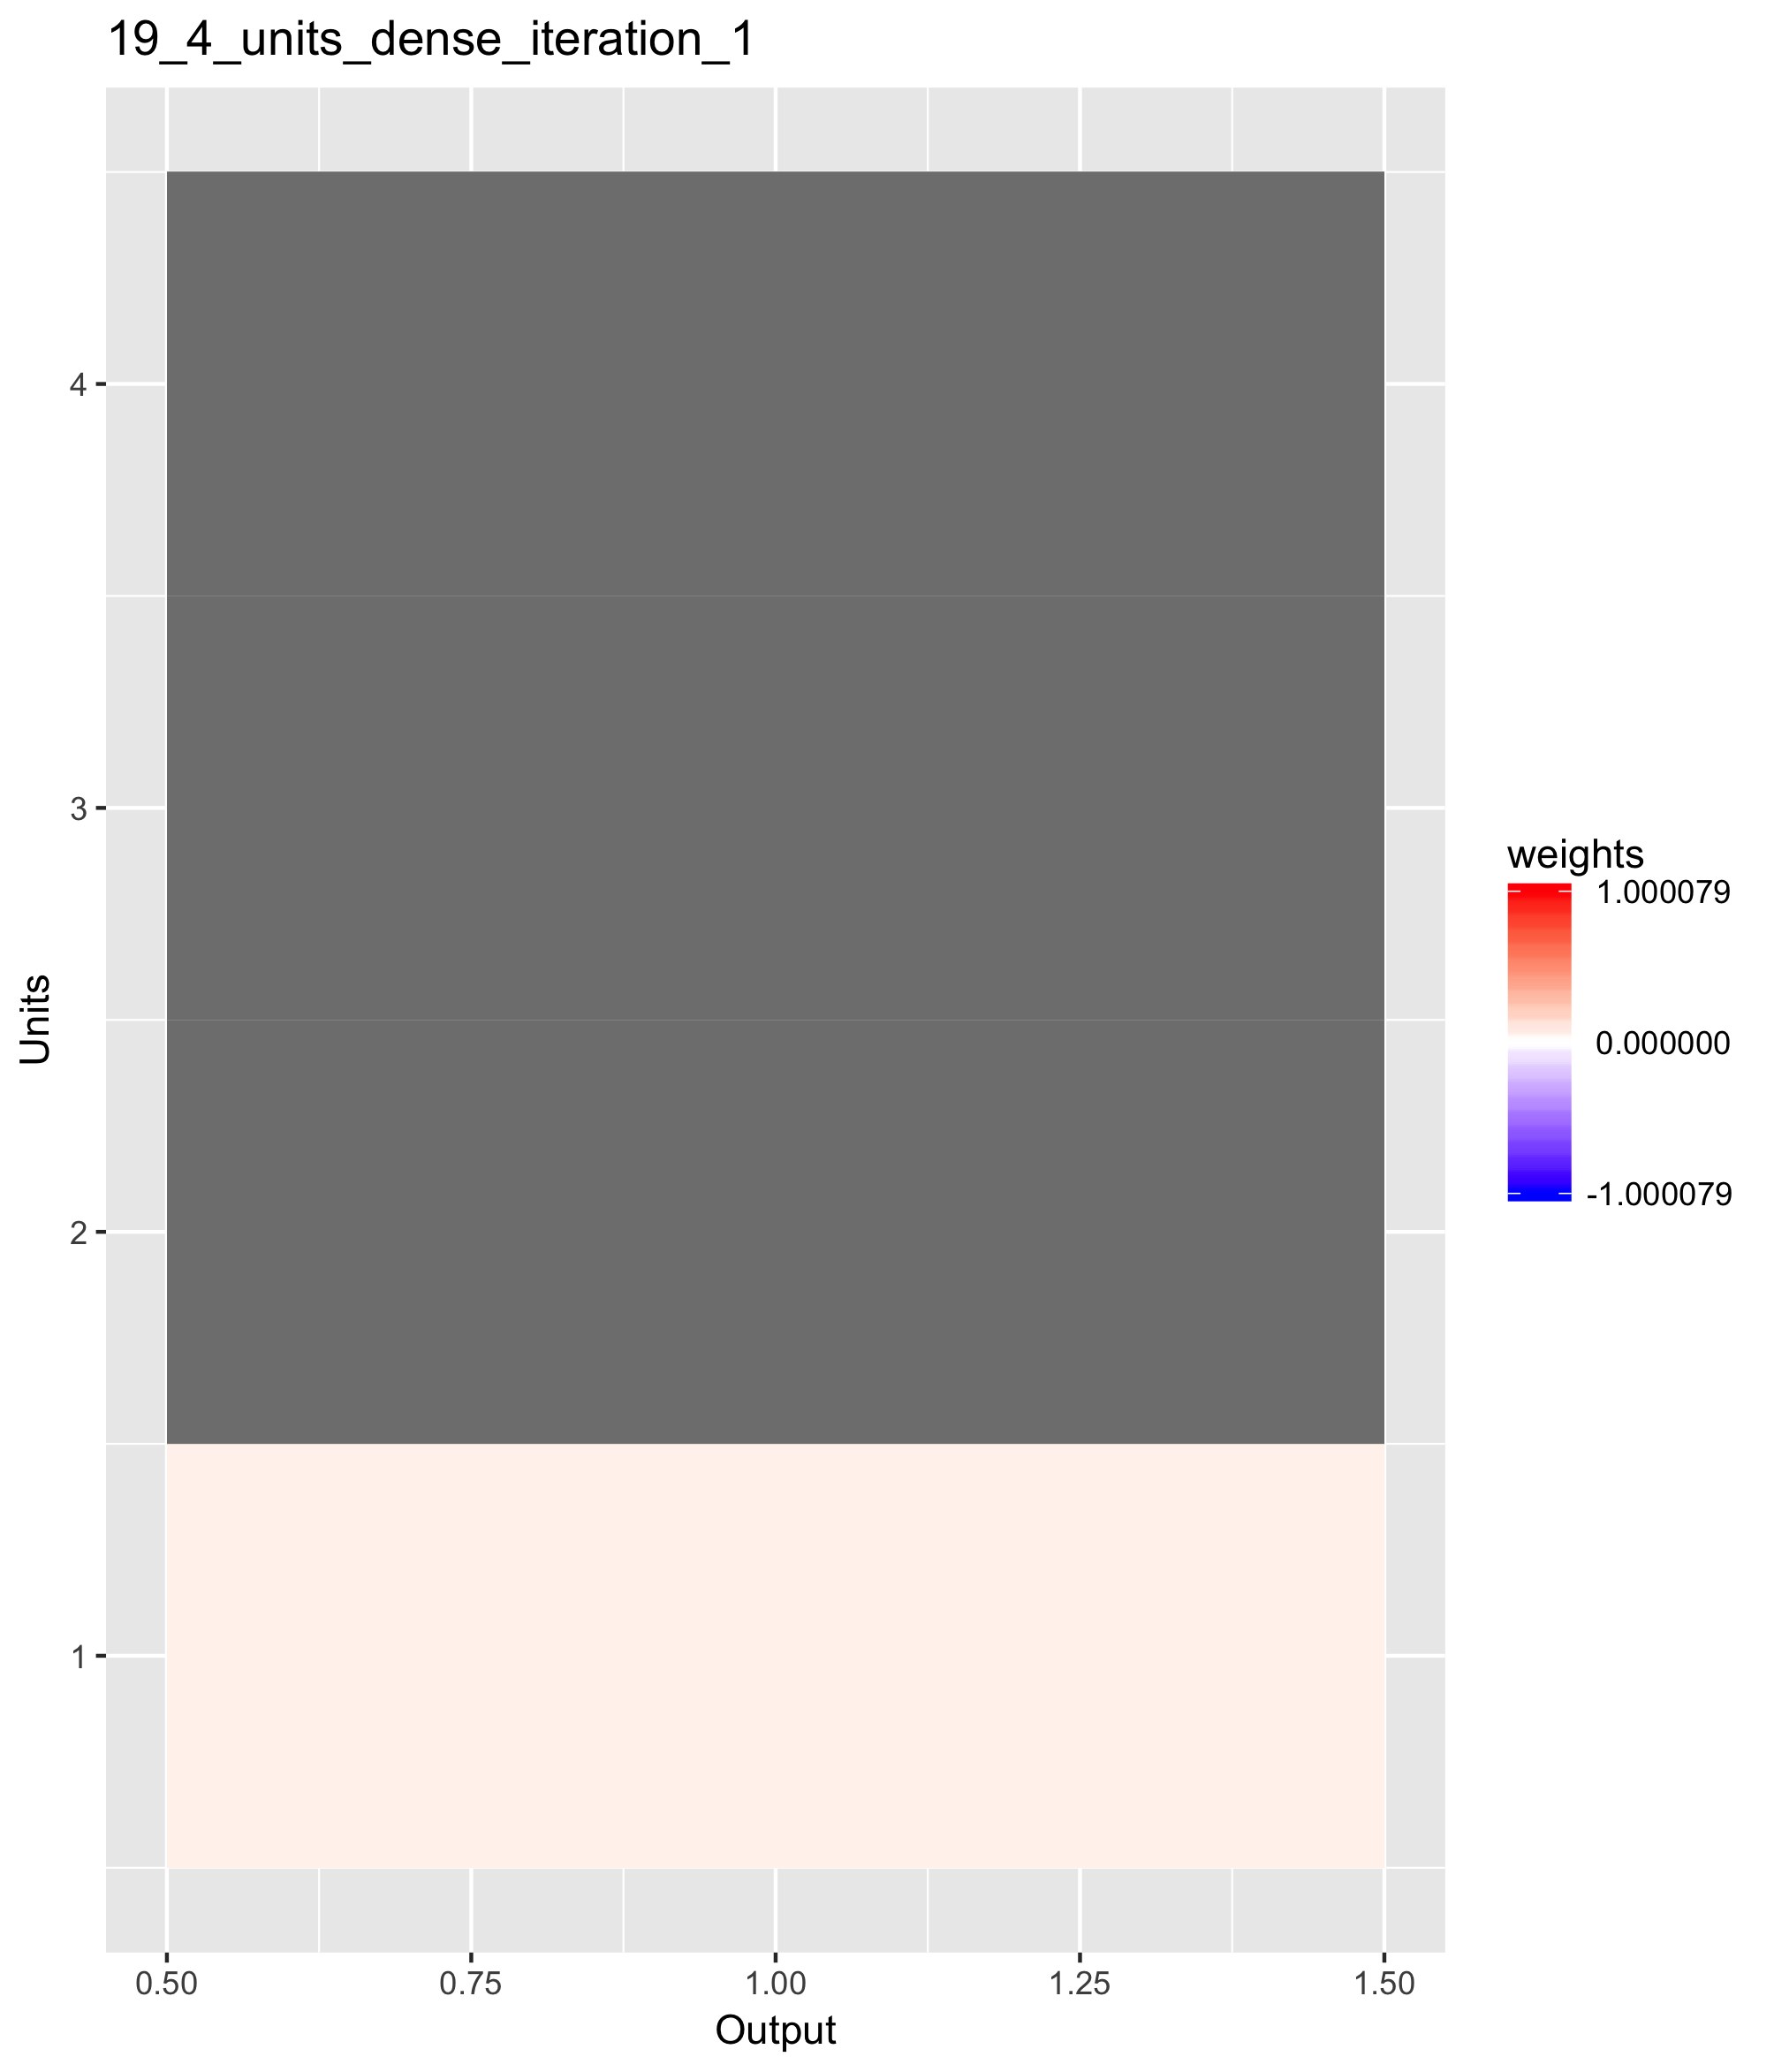 19_4_units_dense_iteration_1
Units
4
3
2
1
0.50 0.75 1.00 1.25 1.50
Output
weights
1.000079
0.000000
-1.000079